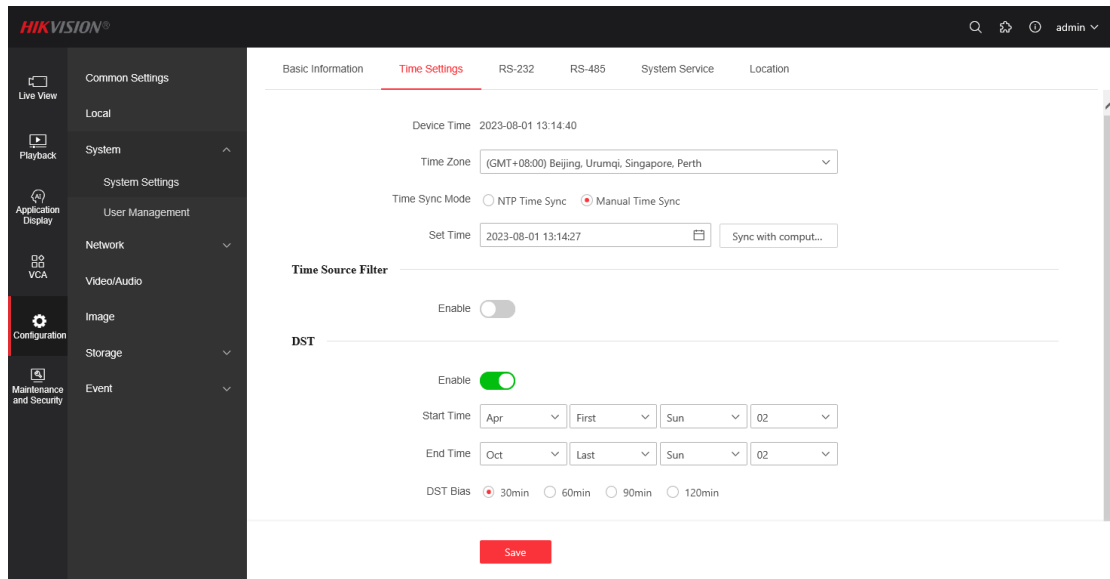 HIKVISION®
admin
Live View
Playback
Application
Display
VCA
Configuration
Maintenance
and Security
Common Settings
Local
System
System Settings
User Management
Network
Video/Audio
Image
Storage
Event
Basic Information Time Settings RS-232 RS-485 System Service Location
Device Time 2023-08-01 13:14:40
Time Zone (GMT+08:00) Beijing, Urumqi, Singapore, Perth
Time Sync Mode NTP Time Sync Manual Time Sync
Set Time 2023-08-01 13:14:27 Sync with comput...
Time Source Filter
Enable
DST
Enable
Start Time Apr First Sun 02
End Time Oct Last Sun 02
DST Bias 30min 60min 90min 120min
Save